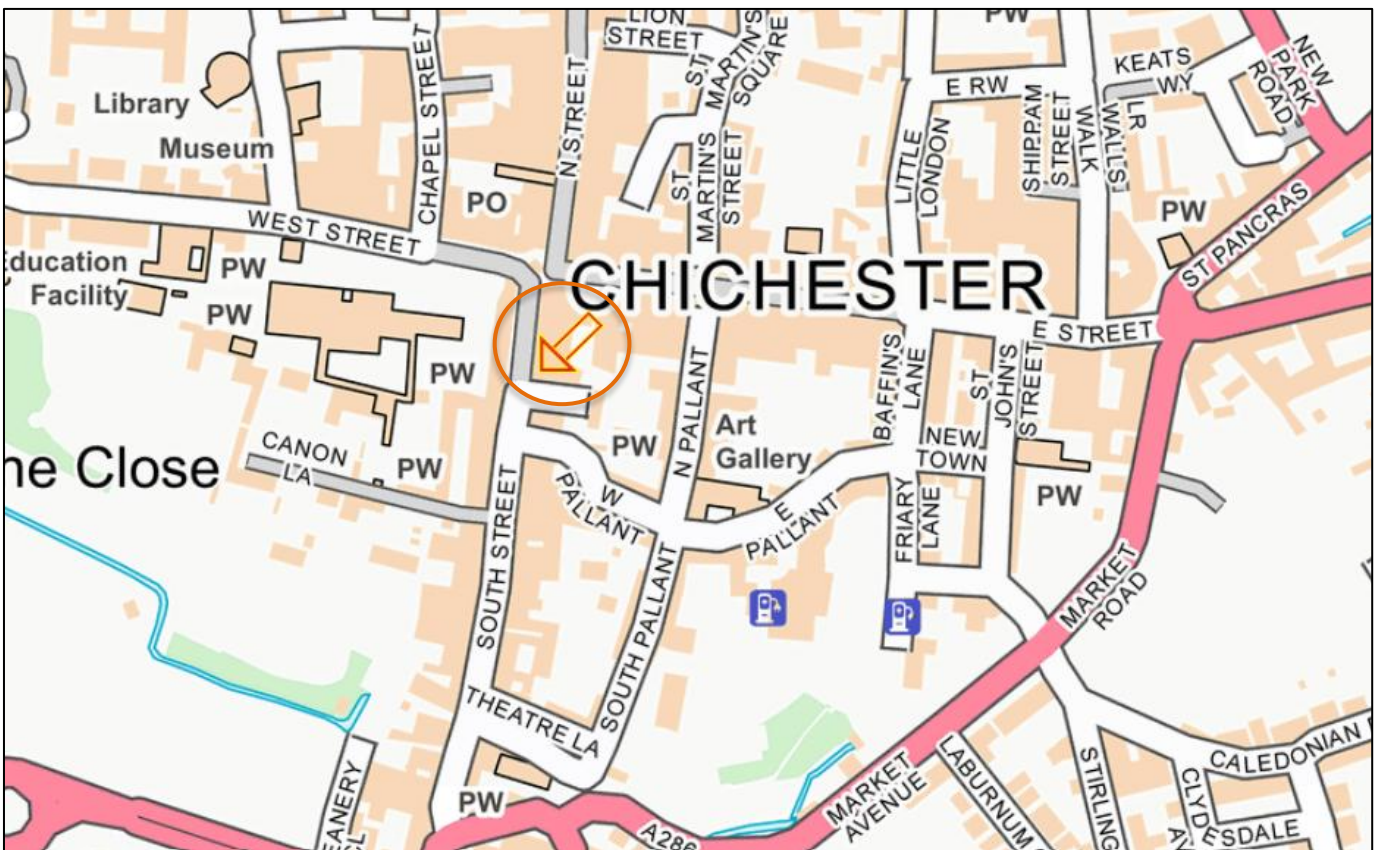 LION
STREET
ST
MARTIN'S
SQUARE
PW
KEATS
WY
NEW
PARK
ROAD
N STREET
CHAPEL STREET
E RW
Library
Museum
LITTLE
LONDON
SHIPPAM
STREET
WALK
LR
WALLS
ST
MARTIN'S
STREET
PO
PW
WEST STREET
ST PANCRAS
Education
Facility
PW
PW
CHICHESTER
E STREET
PW
N PALLANT
BAFFIN'S
LANE
ST
JOHN'S
STREET
Art
Gallery
PW
NEW
TOWN
CANON
LA
PW
PW
The Close
W
PALLANT
E
PALLANT
FRIARY
LANE
SOUTH STREET
SOUTH PALLANT
MARKET
ROAD
THEATRE LA
PW
A286
MARKET
AVENUE
LABURNUM
STIRLING
CALEDONIAN